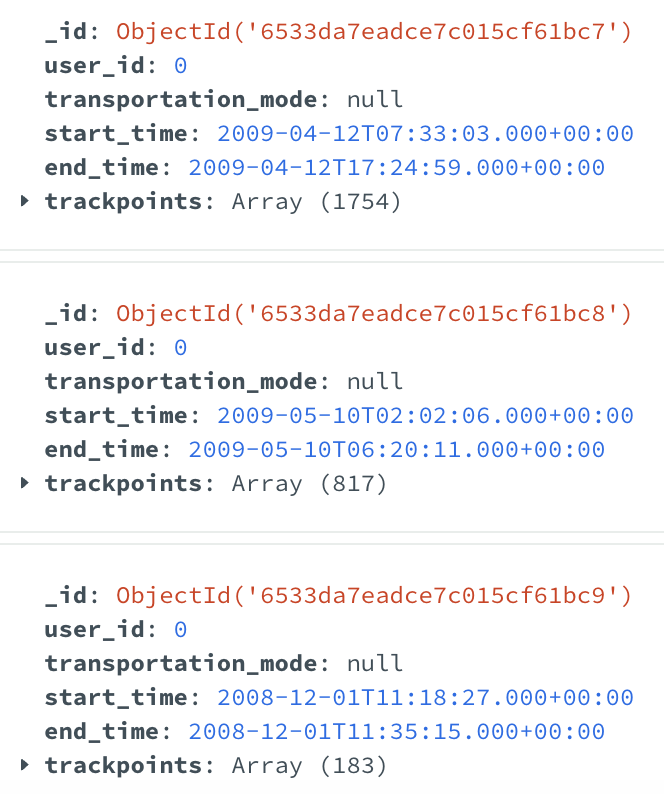 _id: ObjectId('6533da7eadce7c015cf61bc7')
user_id: 0
transportation_mode: null
start_time: 2009-04-12T07:33:03.000+00:00
end_time: 2009-04-12T17:24:59.000+00:00
trackpoints: Array (1754)
_id: ObjectId('6533da7eadce7c015cf61bc8')
user_id: 0
transportation_mode: null
start_time: 2009-05-10T02:02:06.000+00:00
end_time: 2009-05-10T06:20:11.000+00:00
trackpoints: Array (817)
_id: ObjectId('6533da7eadce7c015cf61bc9')
user_id: 0
transportation_mode: null
start_time: 2008-12-01T11:18:27.000+00:00
end_time: 2008-12-01T11:35:15.000+00:00
trackpoints: Array (183)